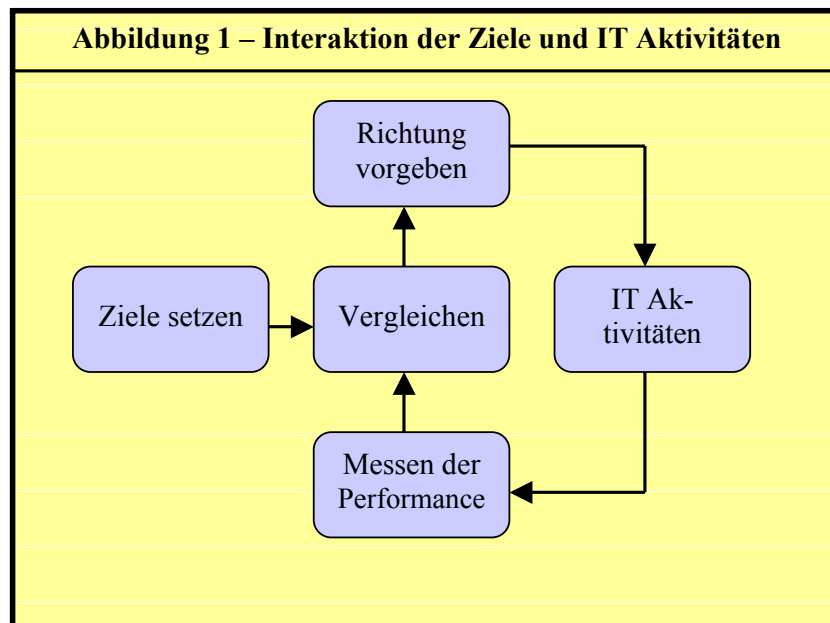 Abbildung 1 – Interaktion der Ziele und IT Aktivitäten
Richtung
vorgeben
Ziele setzen
Vergleichen
IT Ak-
tivitäten
Messen der
Performance